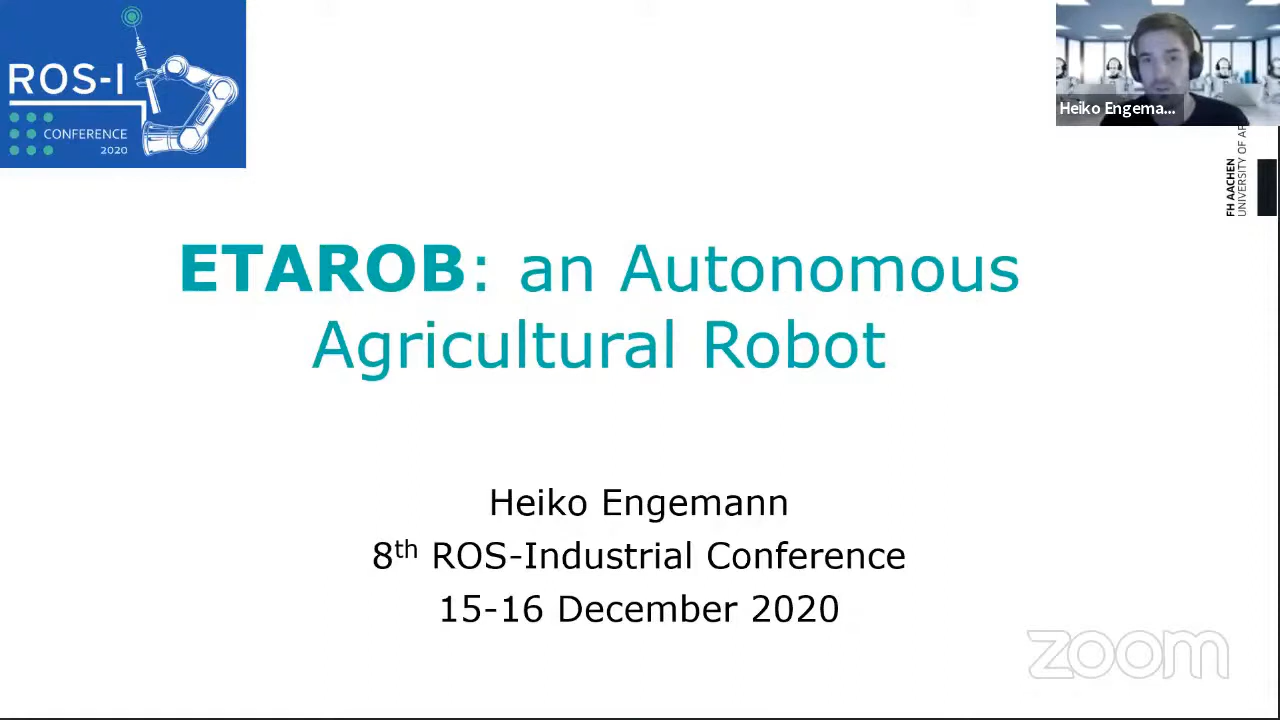 ROS-I
CONFERENCE
2020
Heiko Engema...
FH AACHEN
UNIVERSITY OF AP
ETAROB: an Autonomous
Agricultural Robot
Heiko Engemann
8th ROS-Industrial Conference
15-16 December 2020
zoom